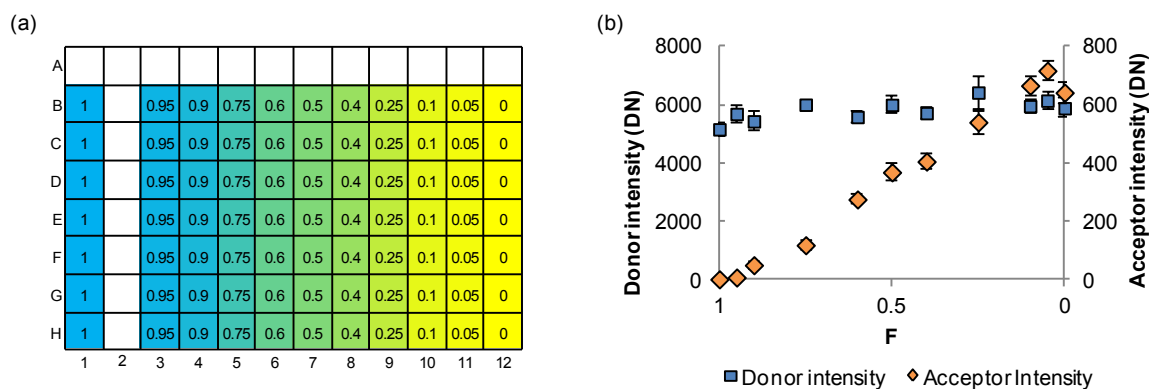 (a)
A
B 1 0.95 0.9 0.75 0.6 0.5 0.4 0.25 0.1 0.05 0
C 1 0.95 0.9 0.75 0.6 0.5 0.4 0.25 0.1 0.05 0
D 1 0.95 0.9 0.75 0.6 0.5 0.4 0.25 0.1 0.05 0
E 1 0.95 0.9 0.75 0.6 0.5 0.4 0.25 0.1 0.05 0
F 1 0.95 0.9 0.75 0.6 0.5 0.4 0.25 0.1 0.05 0
G 1 0.95 0.9 0.75 0.6 0.5 0.4 0.25 0.1 0.05 0
H 1 0.95 0.9 0.75 0.6 0.5 0.4 0.25 0.1 0.05 0
1 2 3 4 5 6 7 8 9 10 11 12
(b)
Donor intensity (DN)
8000
6000
4000
2000
0
800
600
400
200
0
Acceptor intensity (DN)
1 0.5 0
F
Donor intensity Acceptor Intensity